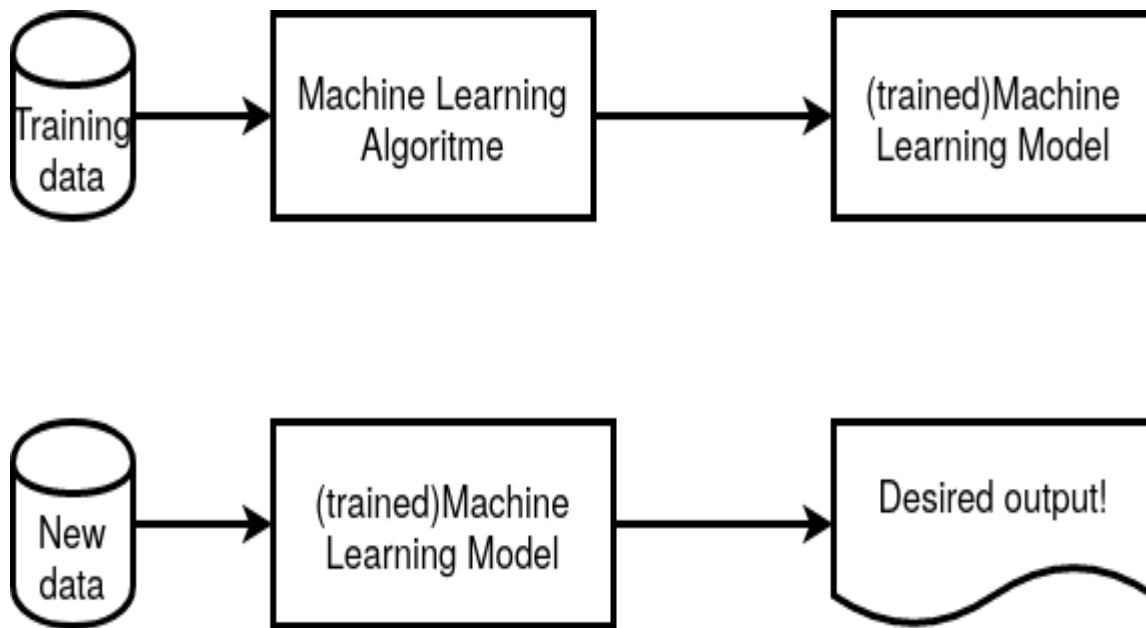 Training
data
Machine Learning
Algoritme
(trained)Machine
Learning Model
New
data
(trained)Machine
Learning Model
Desired output!